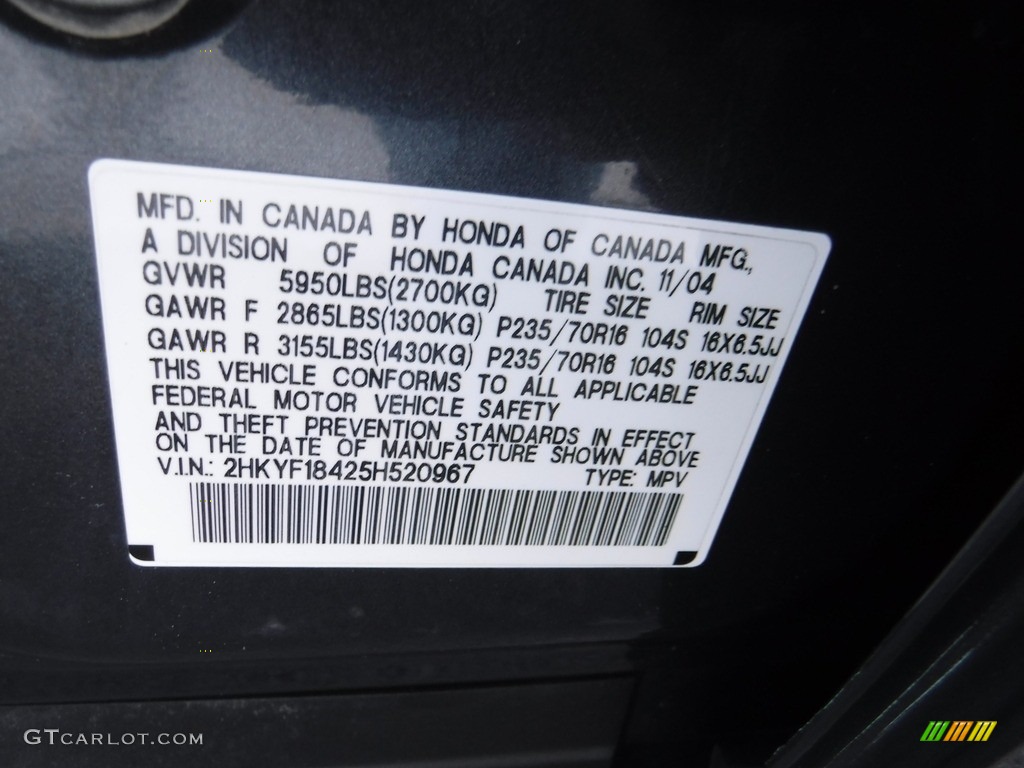 MFD. IN CANADA BY HONDA OF CANADA MFG.,
A DIVISION OF HONDA CANADA INC. 11/04
GVWR 5950LBS(2700KG) TIRE SIZE RIM SIZE
GAWR F 2865LBS(1300KG) P235/70R16 104S 16X6.5JJ
GAWR R 3155LBS(1430KG) P235/70R16 104S 16X6.5JJ
THIS VEHICLE CONFORMS TO ALL APPLICABLE
FEDERAL MOTOR VEHICLE SAFETY
AND THEFT PREVENTION STANDARDS IN EFFECT
ON THE DATE OF MANUFACTURE SHOWN ABOVE
V.I.N.: 2HKYF18425H520967 TYPE: MPV
GTCARLOT.COM